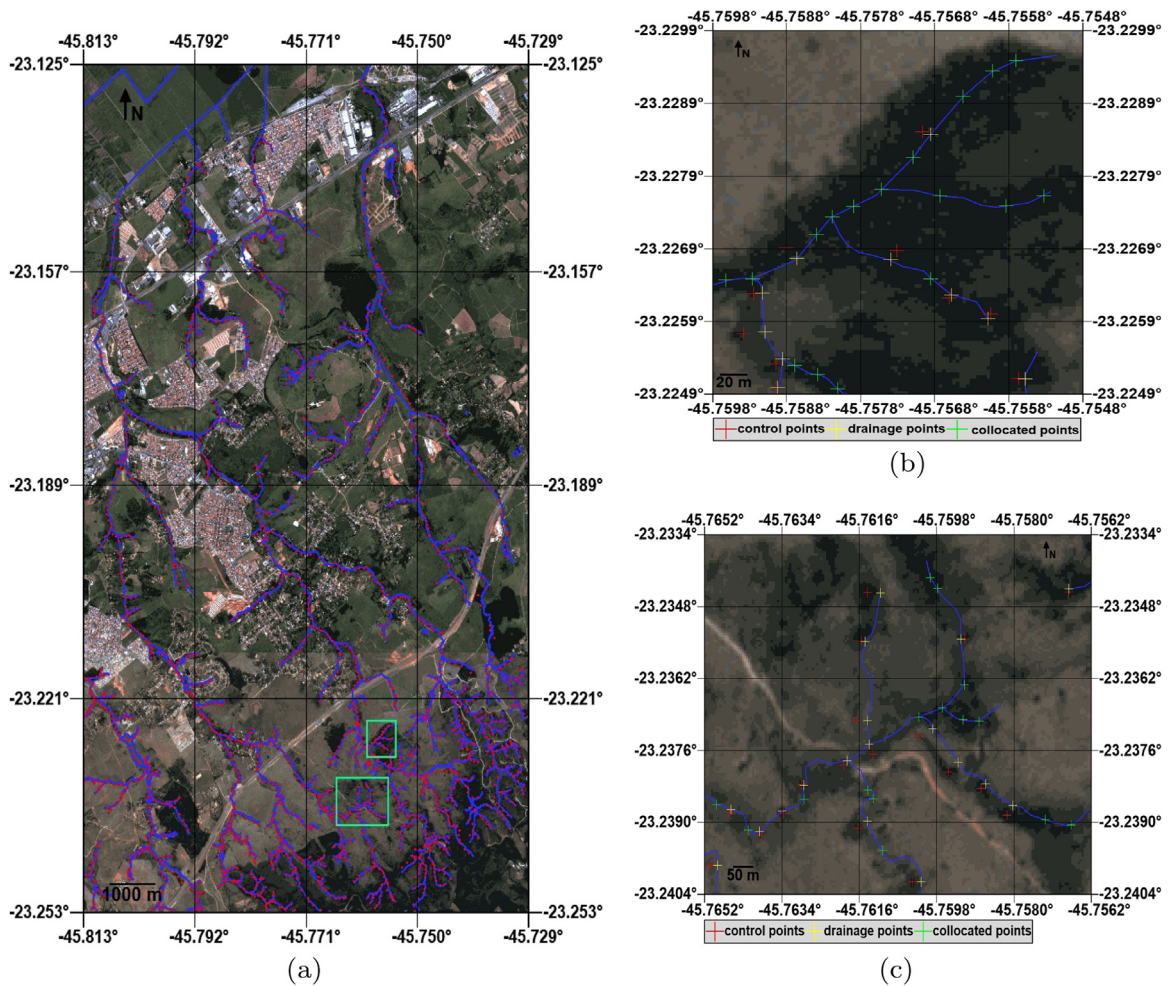 -45.813 -45.792 -45.771 -45.750 -45.729
-23.125° -23.125°
N
-23.157° -23.157°
-23.189° -23.189°
-23.221° -23.221°
1000 m
-23.253° -23.253°
-45.813 -45.792 -45.771 -45.750 -45.729
(a)
-45.7598 -45.7588 -45.7578 -45.7568 -45.7558 -45.7548
-23.2299 -23.2299°
N
-23.2289° -23.2289°
-23.2279° -23.2279°
-23.2269° -23.2269°
-23.2259° -23.2259°
20 m
-23.2249° -23.2249°
-45.7598 -45.7588° -45.7578° -45.7568° -45.7558° -45.7548
control points drainage points collocated points
(b)
-45.7652 -45.7634 -45.7616 -45.7598 -45.7580 -45.7562
-23.2334° -23.2334°
N
-23.2348° -23.2348°
-23.2362° -23.2362°
-23.2376° -23.2376°
-23.2390° -23.2390°
50 m
-23.2404° -23.2404°
-45.7652 -45.7634 -45.7616 -45.7598 -45.7580 -45.7562
control points drainage points collocated points
(c)